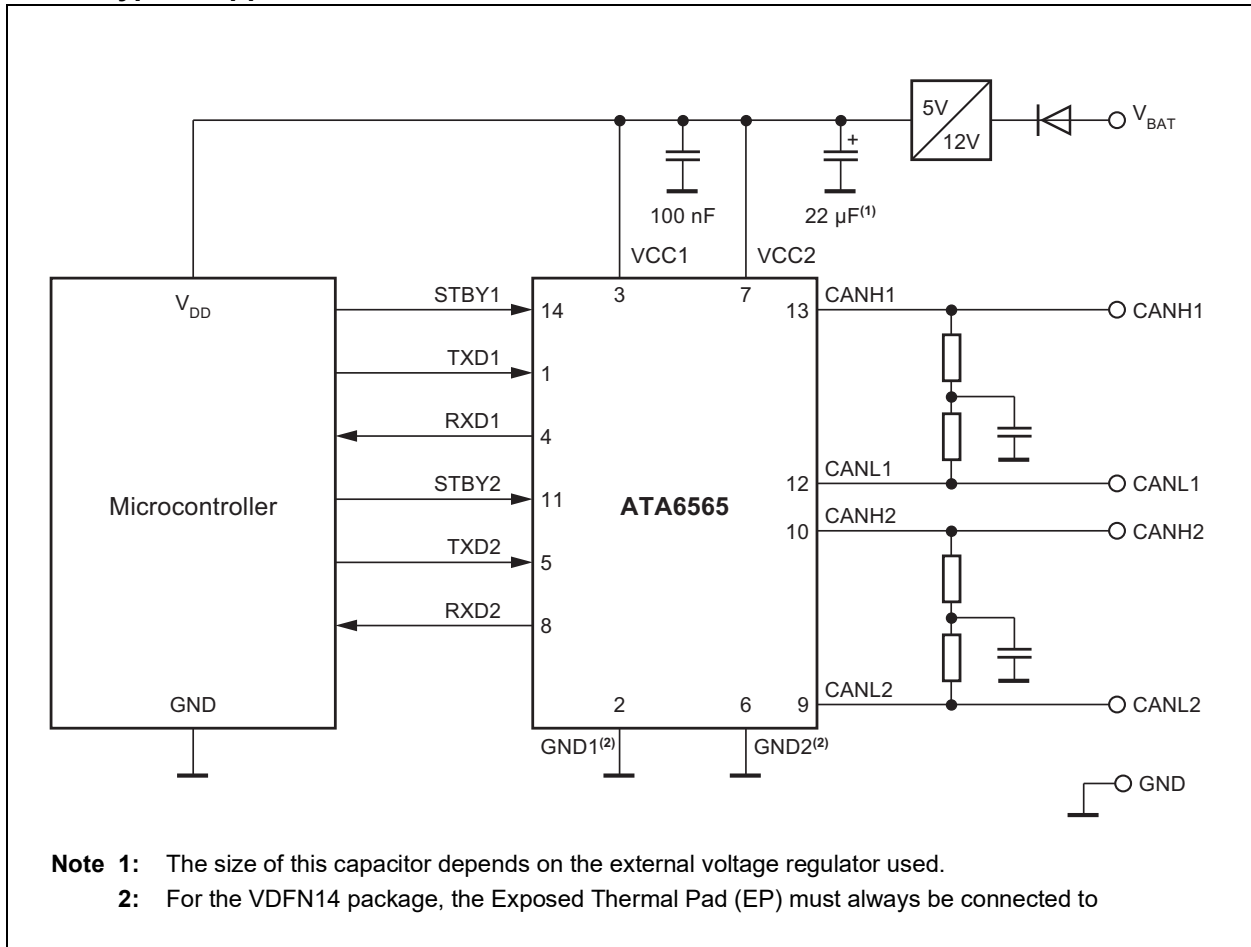 5V
12V
V_BAT
100 nF
22 µF(1)
+
VCC1
VCC2
V_DD
STBY1
14
3
7
13
CANH1
CANH1
TXD1
1
RXD1
4
STBY2
11
Microcontroller
ATA6565
12
CANL1
CANL1
10
CANH2
CANH2
TXD2
5
RXD2
8
GND
2
6
9
CANL2
CANL2
GND1(2)
GND2(2)
GND
Note 1: The size of this capacitor depends on the external voltage regulator used.
2: For the VDFN14 package, the Exposed Thermal Pad (EP) must always be connected to